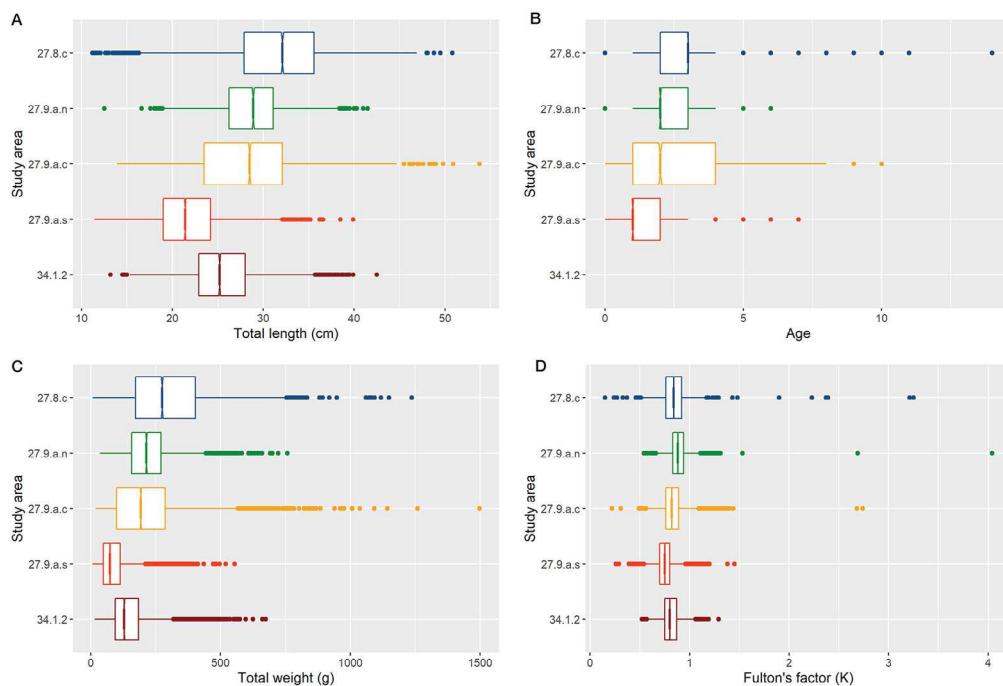 A
Study area
27.8.c
27.9.a.n
27.9.a.c
27.9.a.s
34.1.2
10 20 30 40 50
Total length (cm)
B
Study area
27.8.c
27.9.a.n
27.9.a.c
27.9.a.s
34.1.2
0 5 10
Age
C
Study area
27.8.c
27.9.a.n
27.9.a.c
27.9.a.s
34.1.2
0 500 1000 1500
Total weight (g)
D
Study area
27.8.c
27.9.a.n
27.9.a.c
27.9.a.s
34.1.2
0 1 2 3 4
Fulton's factor (K)